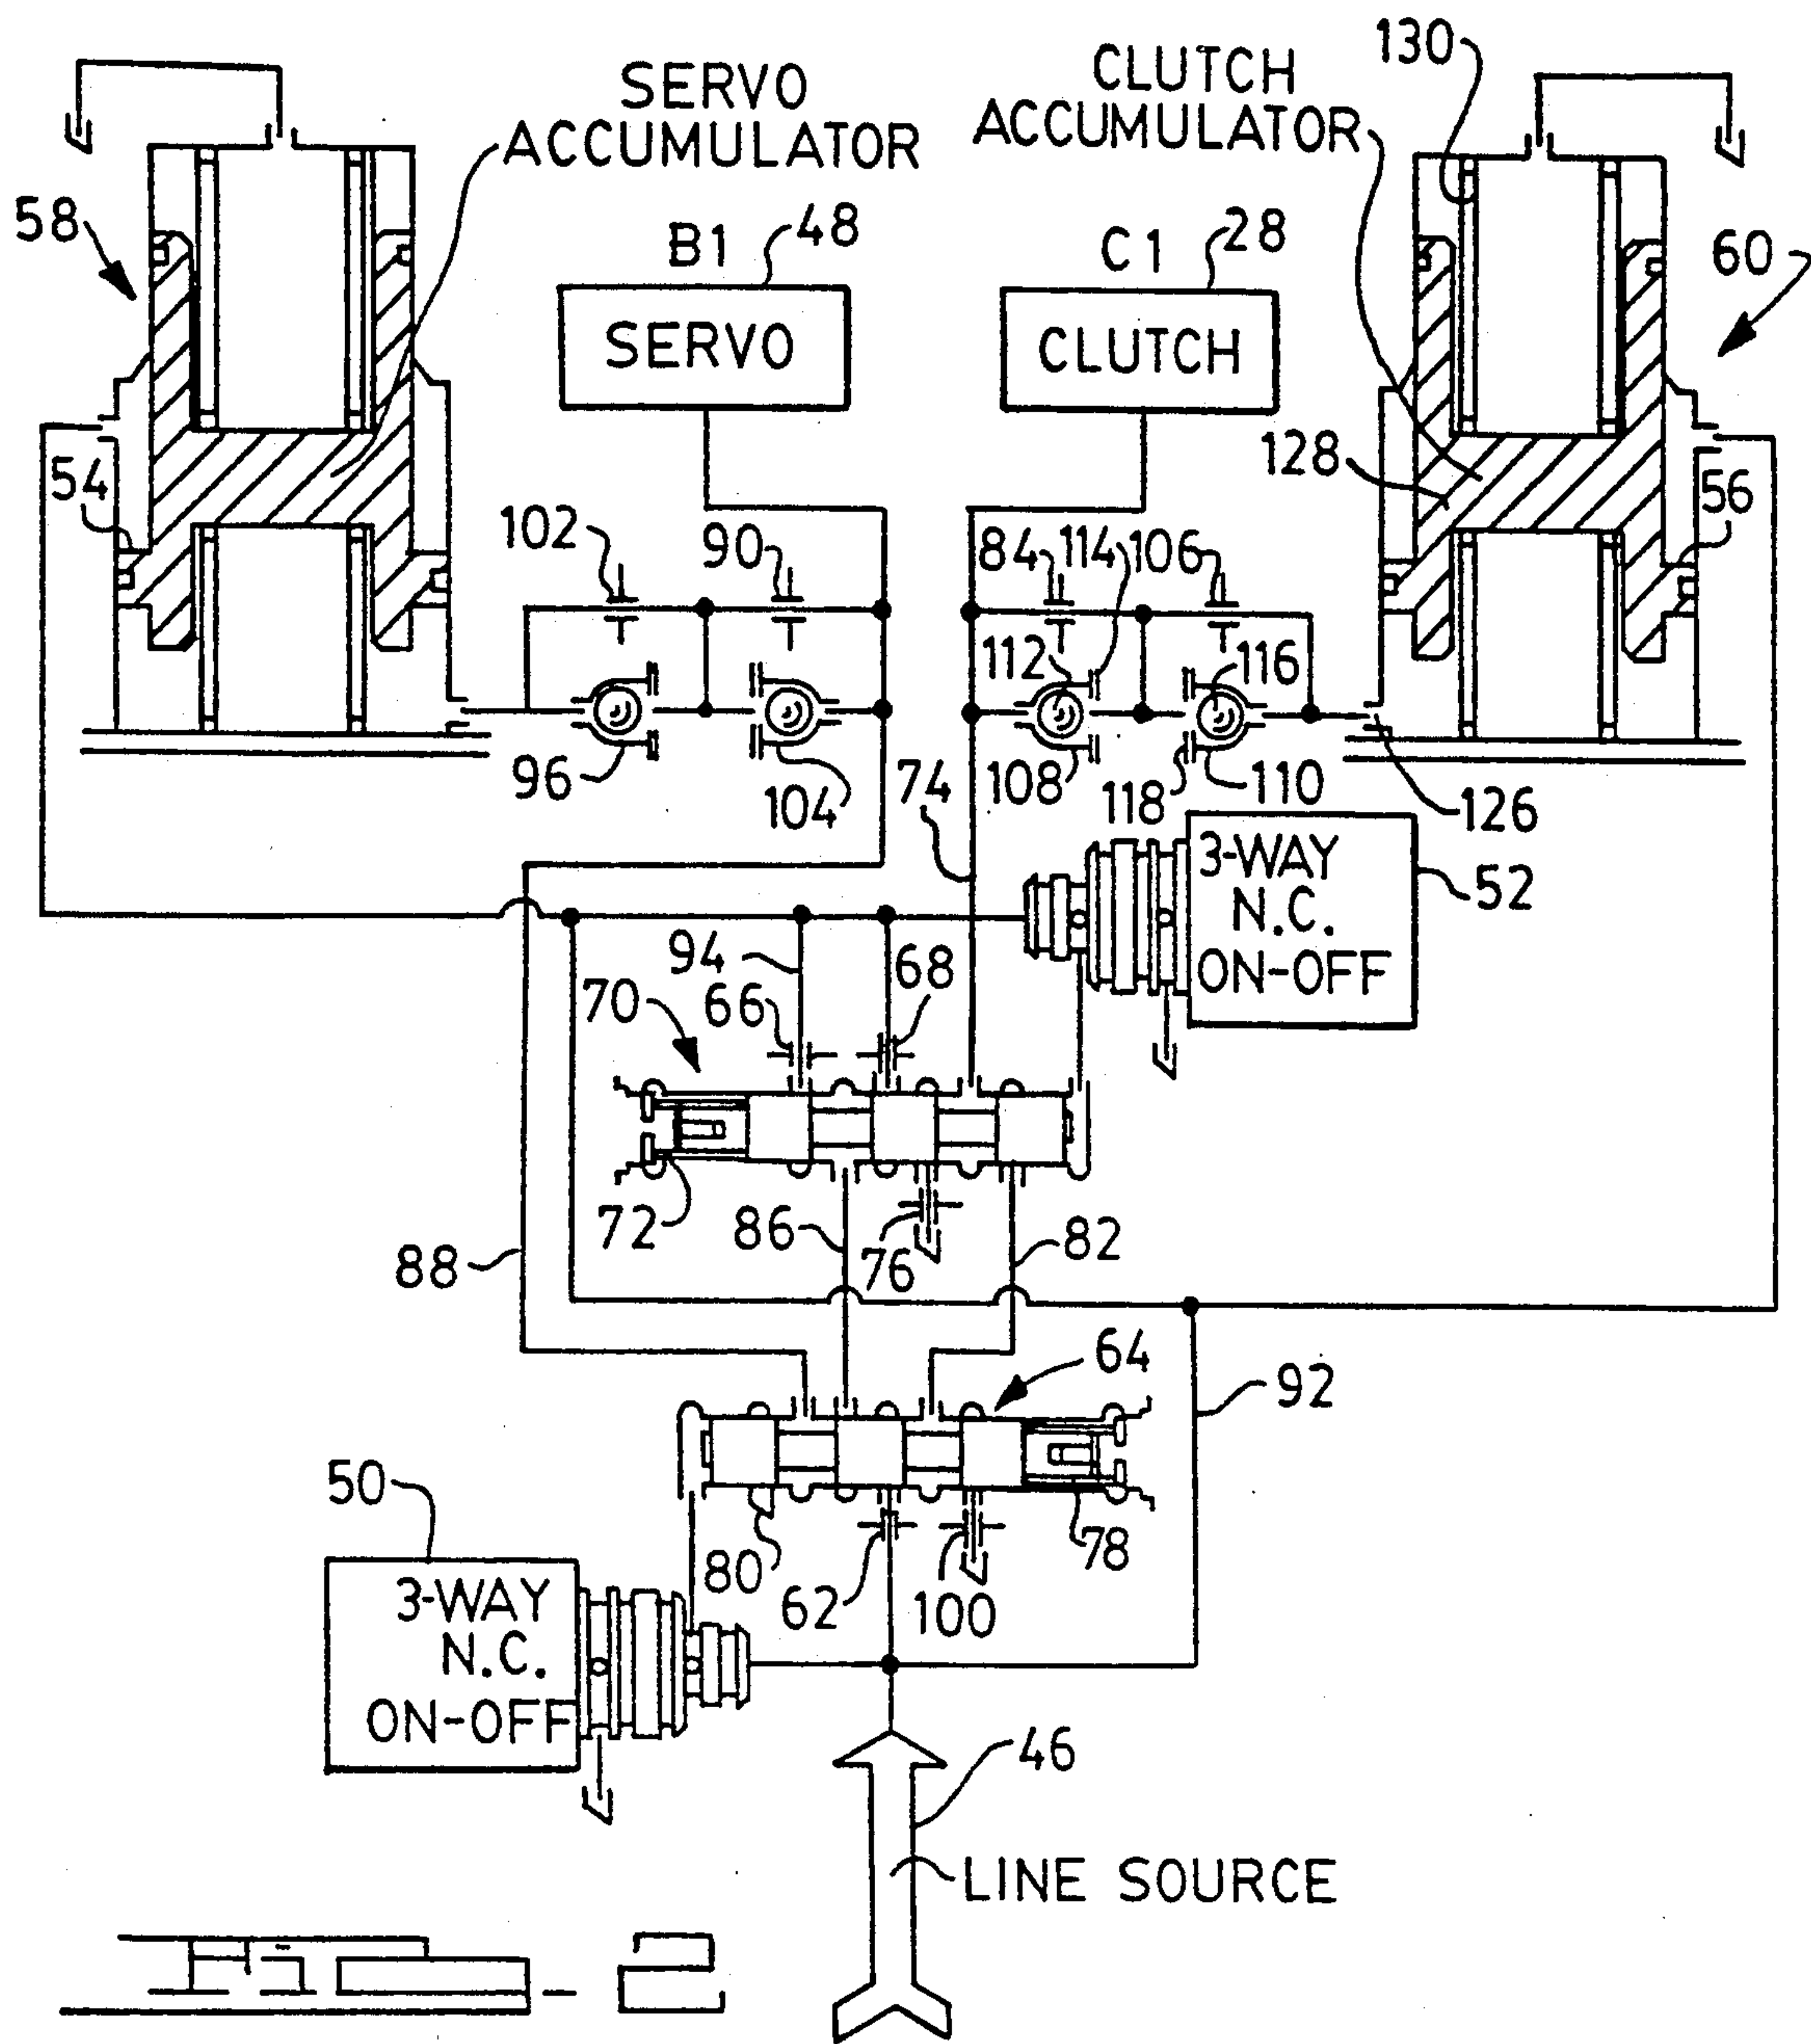 130
SERVO
ACCUMULATOR
CLUTCH
ACCUMULATOR
58
B1
48
C1
28
60
SERVO
CLUTCH
54
128
56
102
90
84
114
106
112
116
96
104
74
108
118
110
126
3-WAY
N.C.
ON-OFF
52
94
68
66
70
72
86
76
82
88
64
92
50
80
62
100
78
3-WAY
N.C.
ON-OFF
46
LINE SOURCE
FIG-2